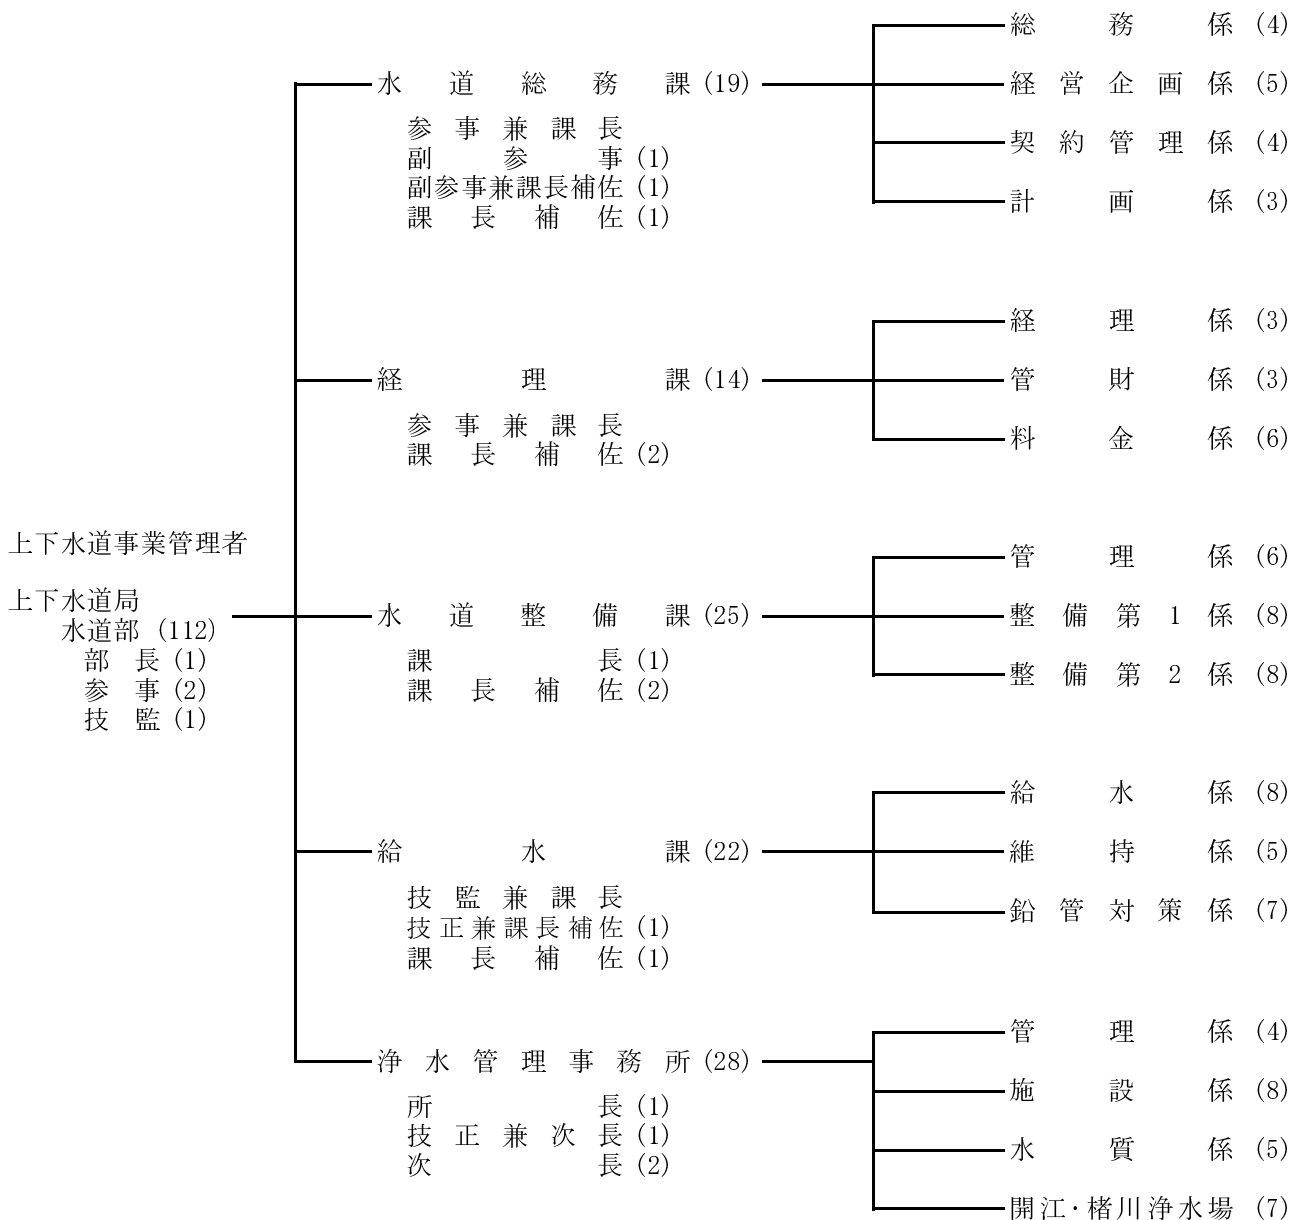 上下水道事業管理者
上下水道局
水道部 (112)
部長 (1)
参事 (2)
技監 (1)
水道総務課 (19)
参事兼課長
副参事 (1)
副参事兼課長補佐 (1)
課長補佐 (1)
総務係 (4)
経営企画係 (5)
契約管理係 (4)
計画係 (3)
経理課 (14)
参事兼課長
課長補佐 (2)
経理係 (3)
管財係 (3)
料金係 (6)
水道整備課 (25)
課長 (1)
課長補佐 (2)
管理係 (6)
整備第1係 (8)
整備第2係 (8)
給水課 (22)
技監兼課長
技正兼課長補佐 (1)
課長補佐 (1)
給水係 (8)
維持係 (5)
鉛管対策係 (7)
浄水管理事務所 (28)
所長 (1)
技正兼次長 (1)
次長 (2)
管理係 (4)
施設係 (8)
水質係 (5)
開江・楮川浄水場 (7)